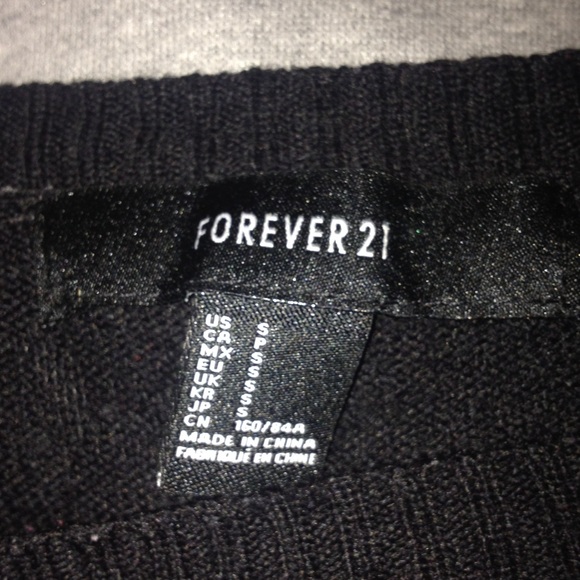 FOREVER 21
US S
CA P
MX S
EU S
UK S
KR S
JP S
CN 160/84A
MADE IN CHINA
FABRIQUÉ EN CHINE